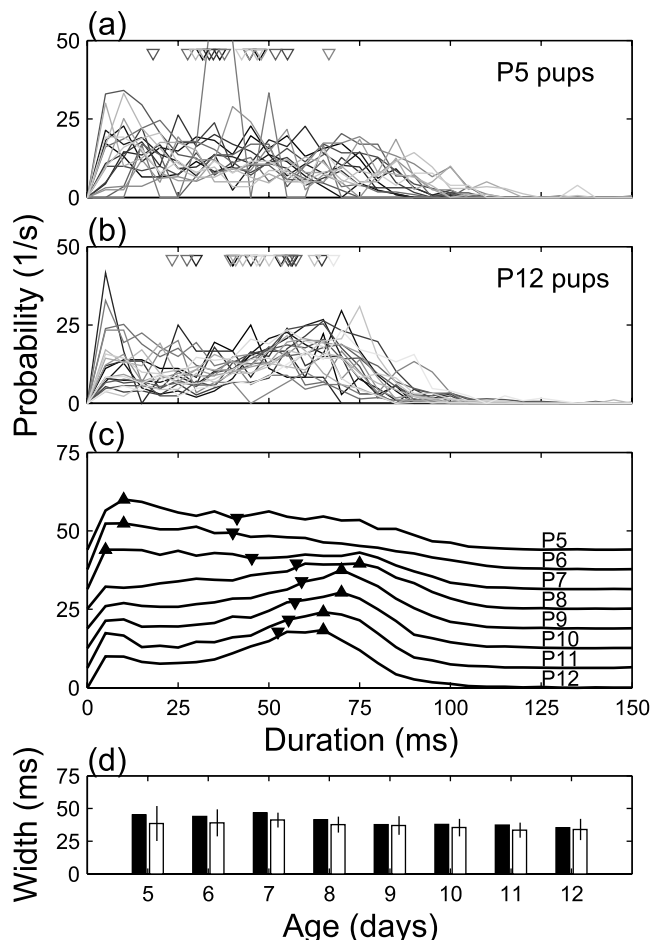 (a)
50
25
0
P5 pups
(b)
50
25
0
P12 pups
Probability (1/s)
(c)
75
50
25
0
P5
P6
P7
P8
P9
P10
P11
P12
0 25 50 75 100 125 150
Duration (ms)
(d)
75
50
25
0
Width (ms)
5 6 7 8 9 10 11 12
Age (days)